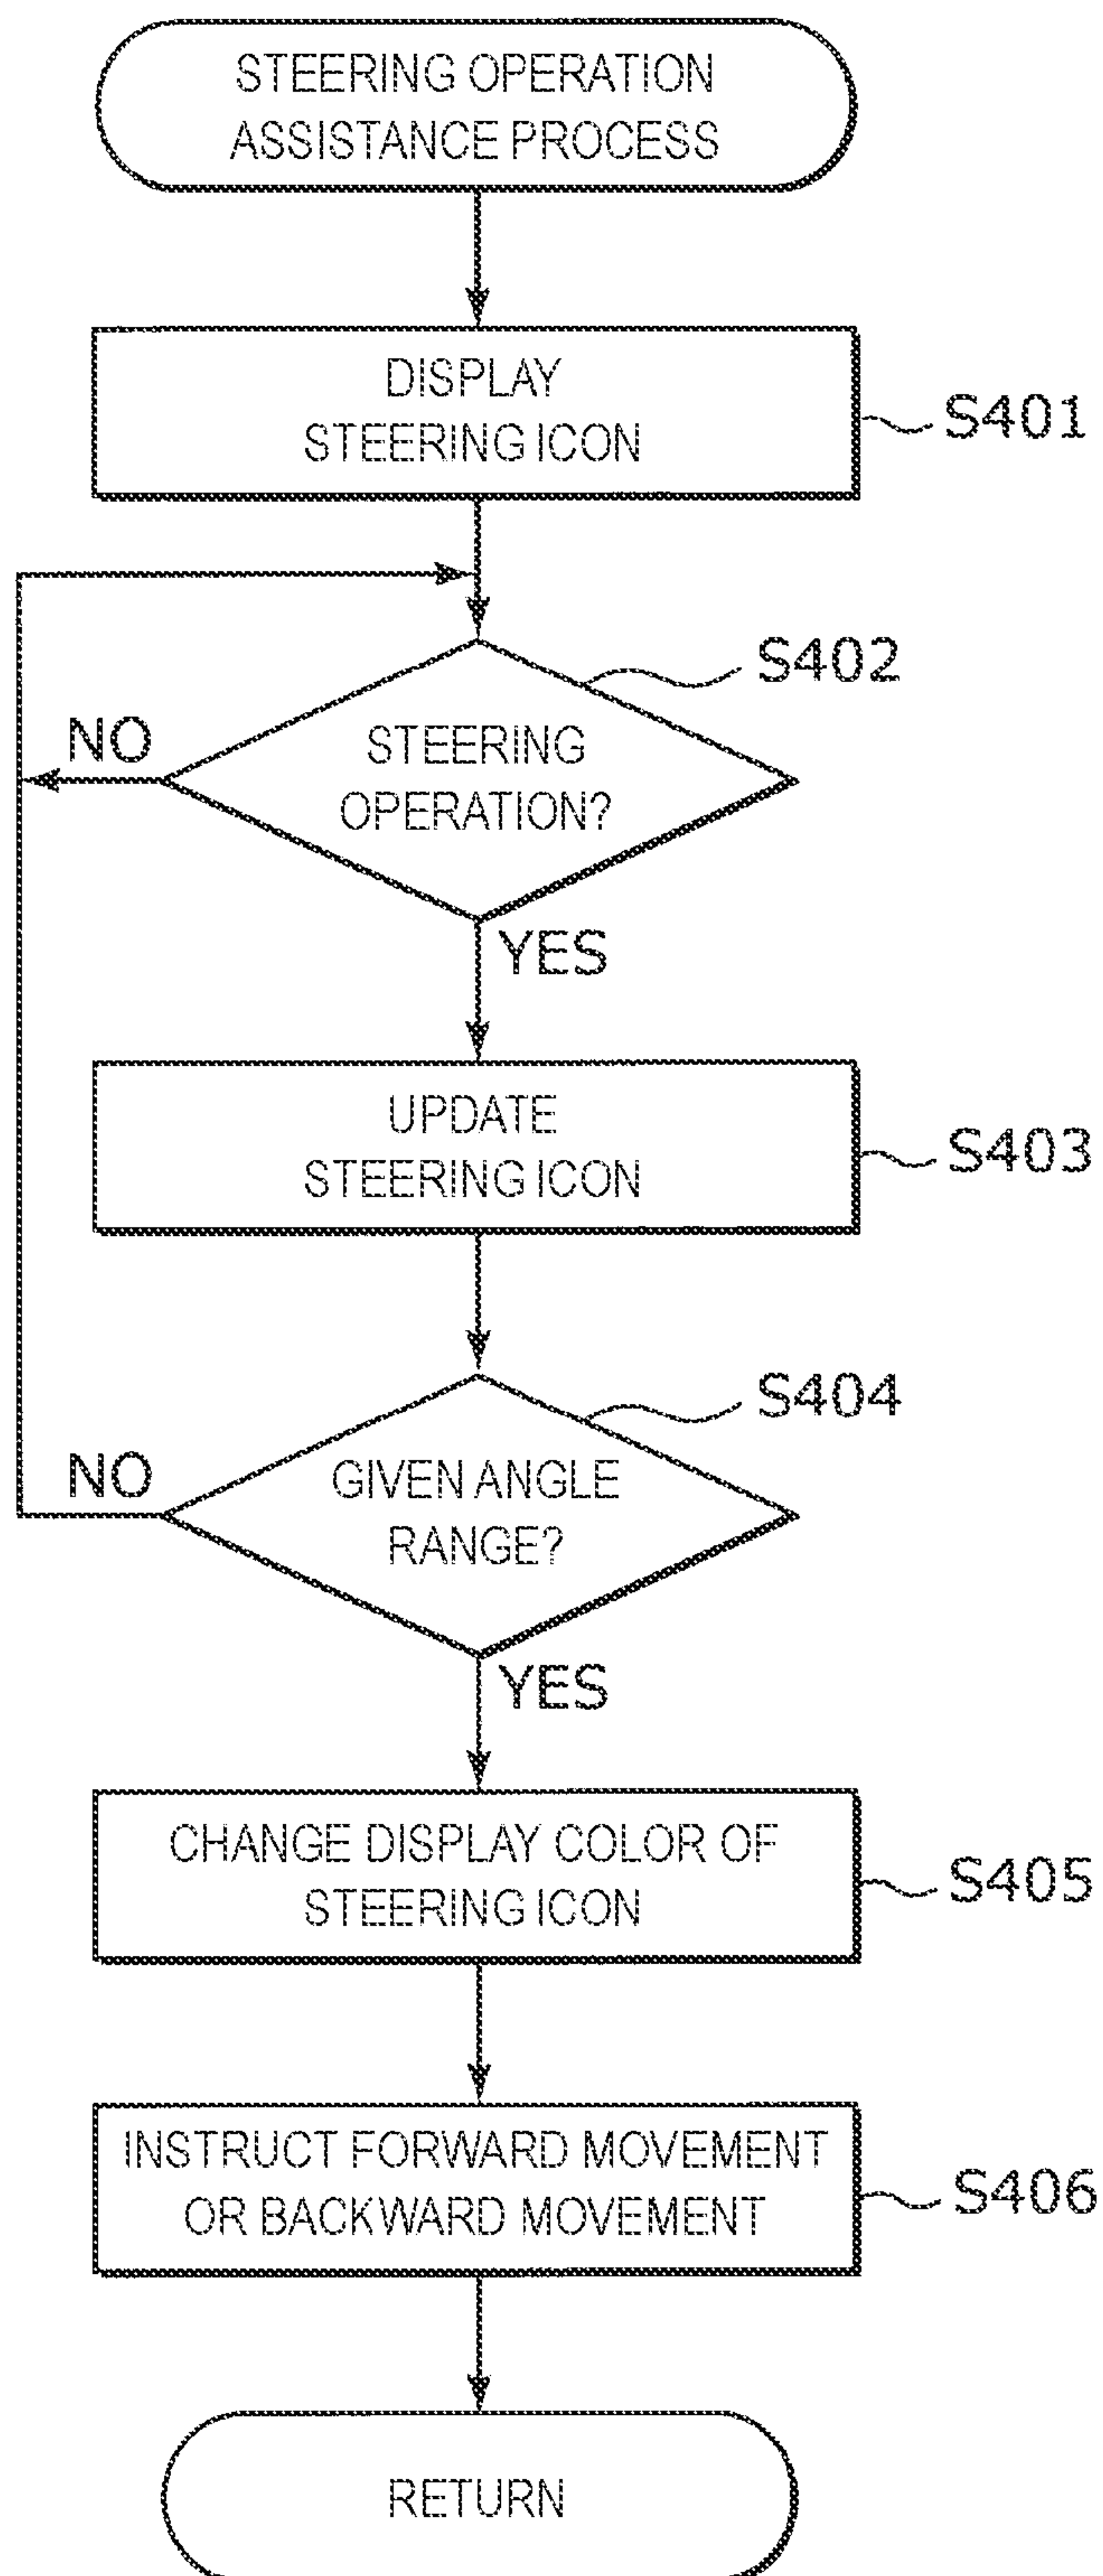 STEERING OPERATION
ASSISTANCE PROCESS
DISPLAY
STEERING ICON
S401
S402
NO
STEERING
OPERATION?
YES
UPDATE
STEERING ICON
S403
S404
NO
GIVEN ANGLE
RANGE?
YES
CHANGE DISPLAY COLOR OF
STEERING ICON
S405
INSTRUCT FORWARD MOVEMENT
OR BACKWARD MOVEMENT
S406
RETURN